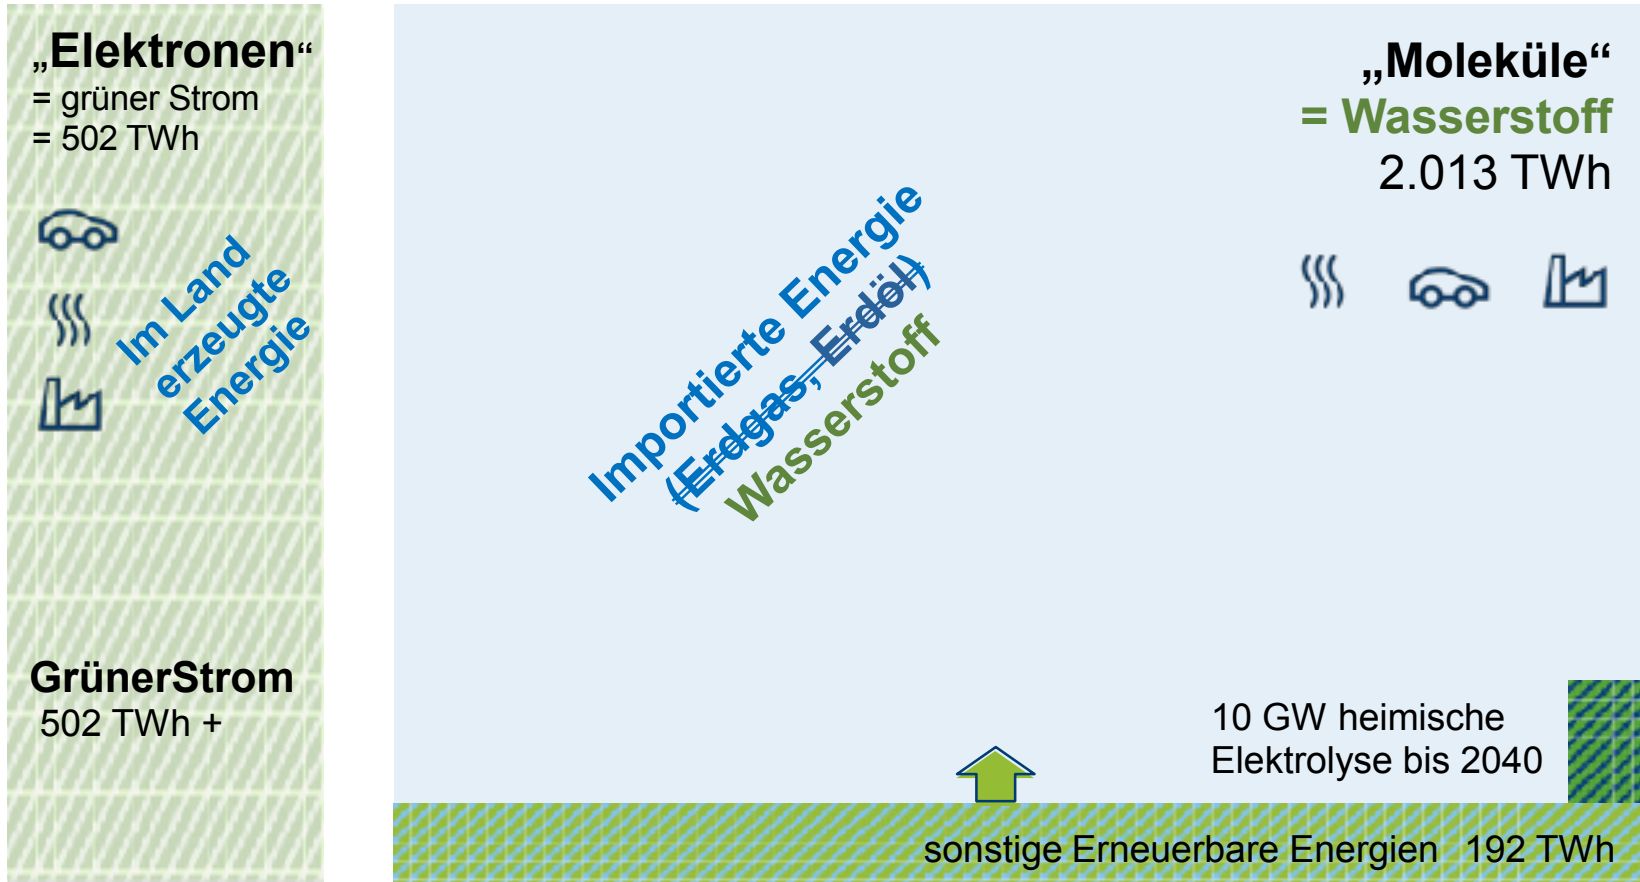 „Elektronen“
= grüner Strom
= 502 TWh
Im Land
erzeugte
Energie
GrünerStrom
502 TWh +
„Moleküle“
= Wasserstoff
2.013 TWh
Importierte Energie
(Erdgas, Erdöl)
Wasserstoff
10 GW heimische
Elektrolyse bis 2040
sonstige Erneuerbare Energien 192 TWh